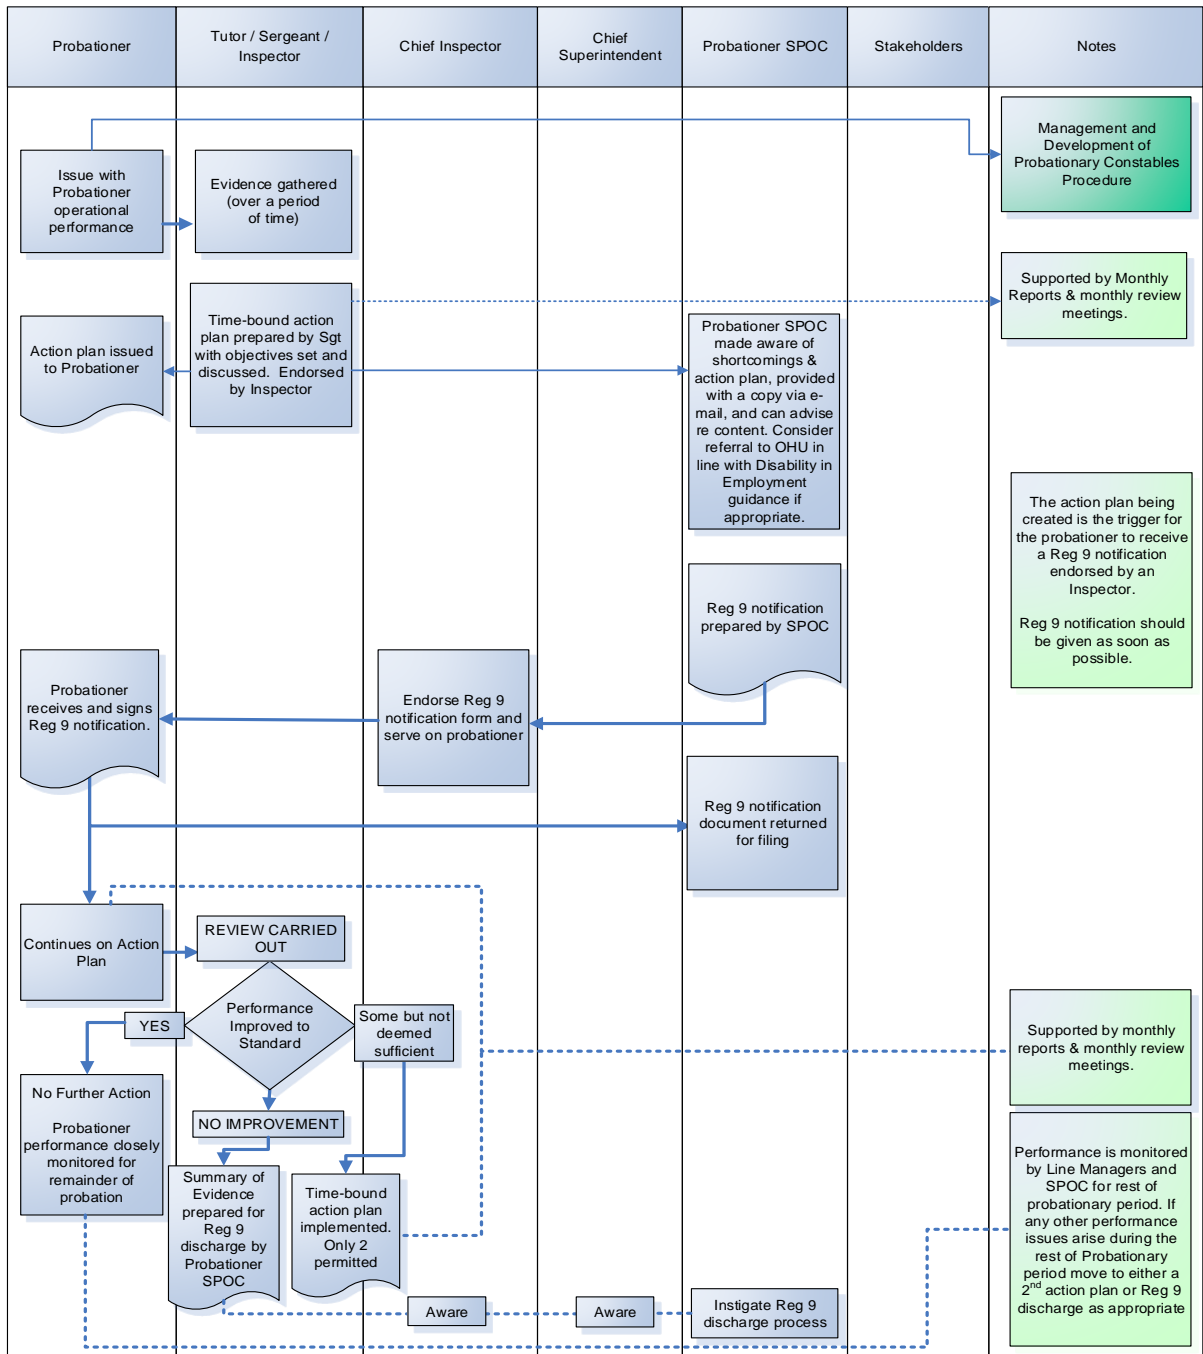 Probationer
Tutor / Sergeant /
Inspector
Chief Inspector
Chief
Superintendent
Probationer SPOC
Stakeholders
Notes
Management and
Development of
Probationary Constables
Procedure
Issue with
Probationer
operational
performance
Evidence gathered
(over a period
of time)
Supported by Monthly
Reports & monthly review
meetings.
Action plan issued
to Probationer
Time-bound action
plan prepared by Sgt
with objectives set and
discussed.  Endorsed
by Inspector
Probationer SPOC
made aware of
shortcomings &
action plan, provided
with a copy via e-
mail, and can advise
re content. Consider
referral to OHU in
line with Disability in
Employment
guidance if
appropriate.
The action plan being
created is the trigger for
the probationer to receive
a Reg 9 notification
endorsed by an
Inspector.
Reg 9 notification should
be given as soon as
possible.
Reg 9 notification
prepared by SPOC
Probationer
receives and signs
Reg 9 notification.
Endorse Reg 9
notification form and
serve on probationer
Reg 9 notification
document returned
for filing
Continues on Action
Plan
REVIEW CARRIED
OUT
Performance
Improved to
Standard
YES
Some but not
deemed
sufficient
NO IMPROVEMENT
Supported by monthly
reports & monthly review
meetings.
No Further Action
Probationer
performance closely
monitored for
remainder of
probation
Summary of
Evidence
prepared for
Reg 9
discharge by
Probationer
SPOC
Time-bound
action plan
implemented.
Only 2
permitted
Performance is monitored
by Line Managers and
SPOC for rest of
probationary period. If
any other performance
issues arise during the
rest of Probationary
period move to either a
2nd action plan or Reg 9
discharge as appropriate
Aware
Aware
Instigate Reg 9
discharge process